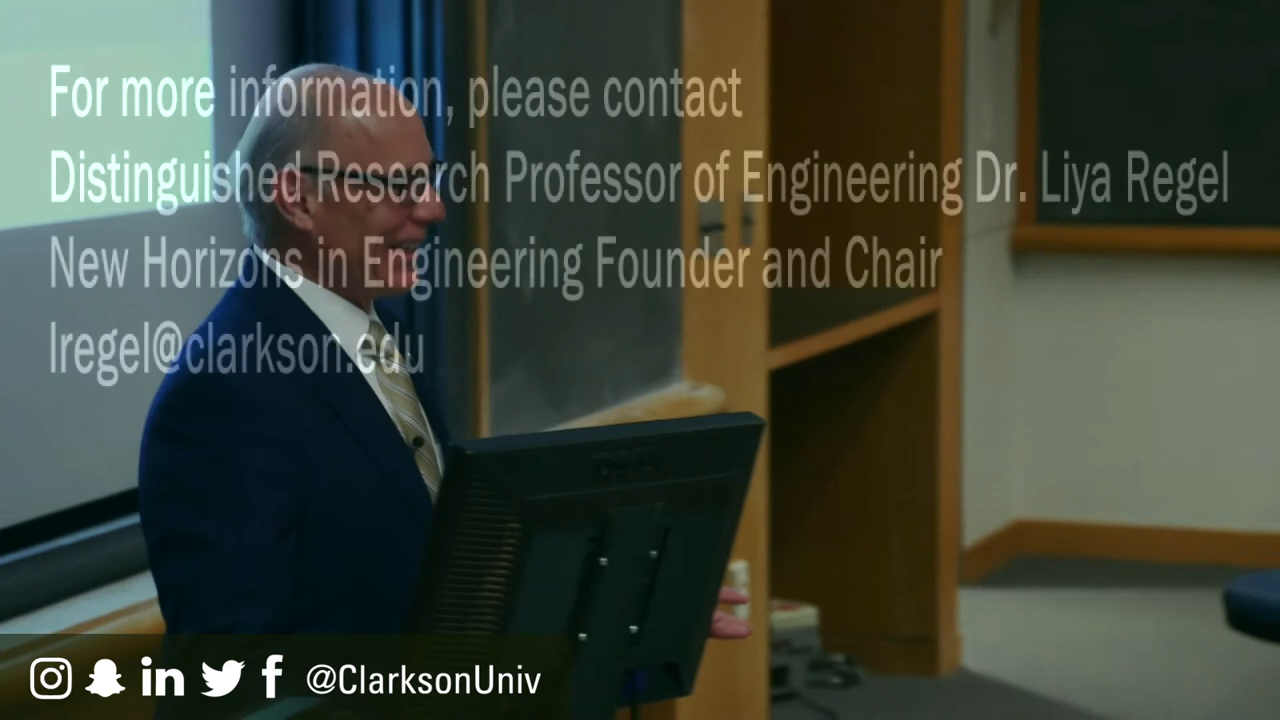 For more information, please contact
Distinguished Research Professor of Engineering Dr. Liya Regel
New Horizons in Engineering Founder and Chair
lregel@clarkson.edu
@ClarksonUniv